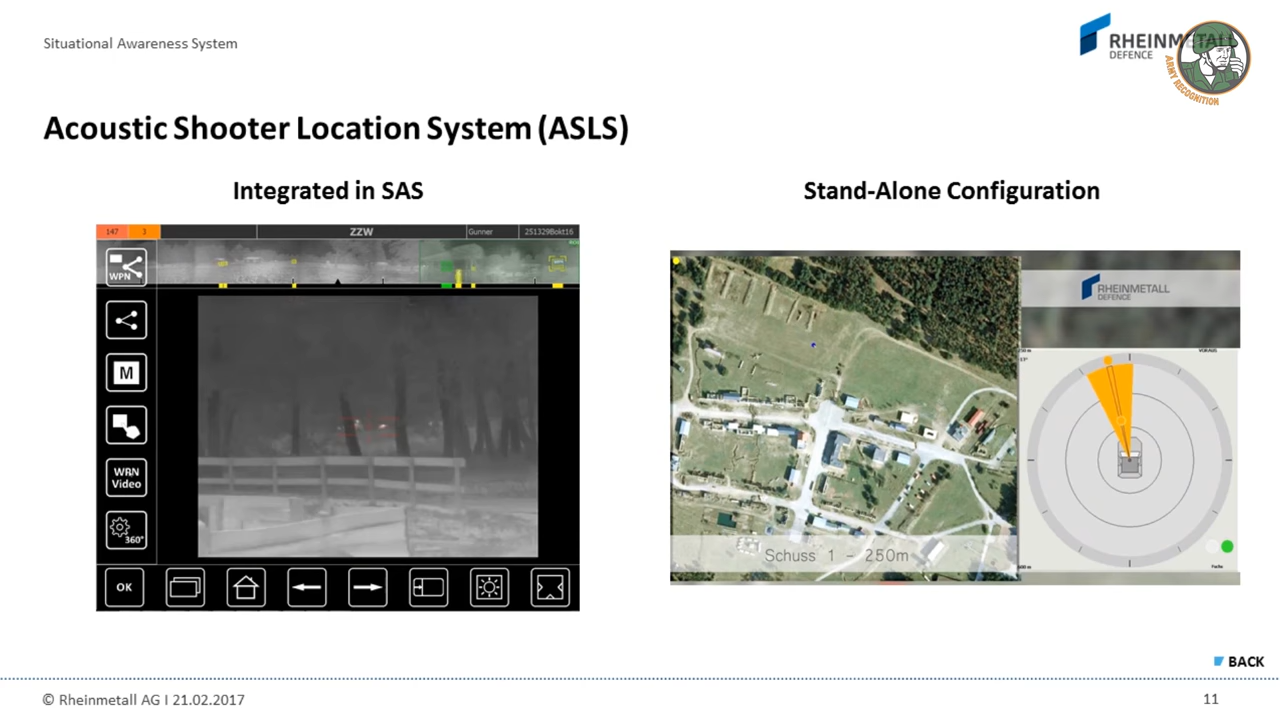 Situational Awareness System
RHEINMETALL
DEFENCE
ARMY RECOGNITION
Acoustic Shooter Location System (ASLS)
Integrated in SAS
Stand-Alone Configuration
147 3 ZZW Gunner 251329Bokt16
WPN
M
WRN
Video
360°
OK
RHEINMETALL
DEFENCE
VORAUS
Schuss 1 - 250m
BACK
© Rheinmetall AG I 21.02.2017
11